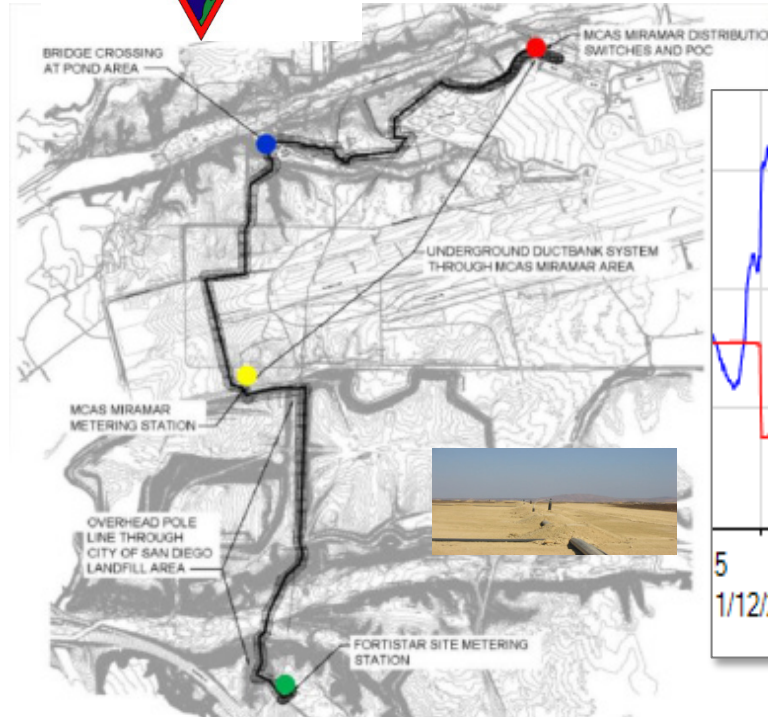 BRIDGE CROSSING
AT POND AREA
MCAS MIRAMAR DISTRIBUTIO
SWITCHES AND POC
UNDERGROUND DUCTBANK SYSTEM
THROUGH MCAS MIRAMAR AREA
MCAS MIRAMAR
METERING STATION
OVERHEAD POLE
LINE THROUGH
CITY OF SAN DIEGO
LANDFILL AREA
FORTISTAR SITE METERING
STATION
5
1/12/